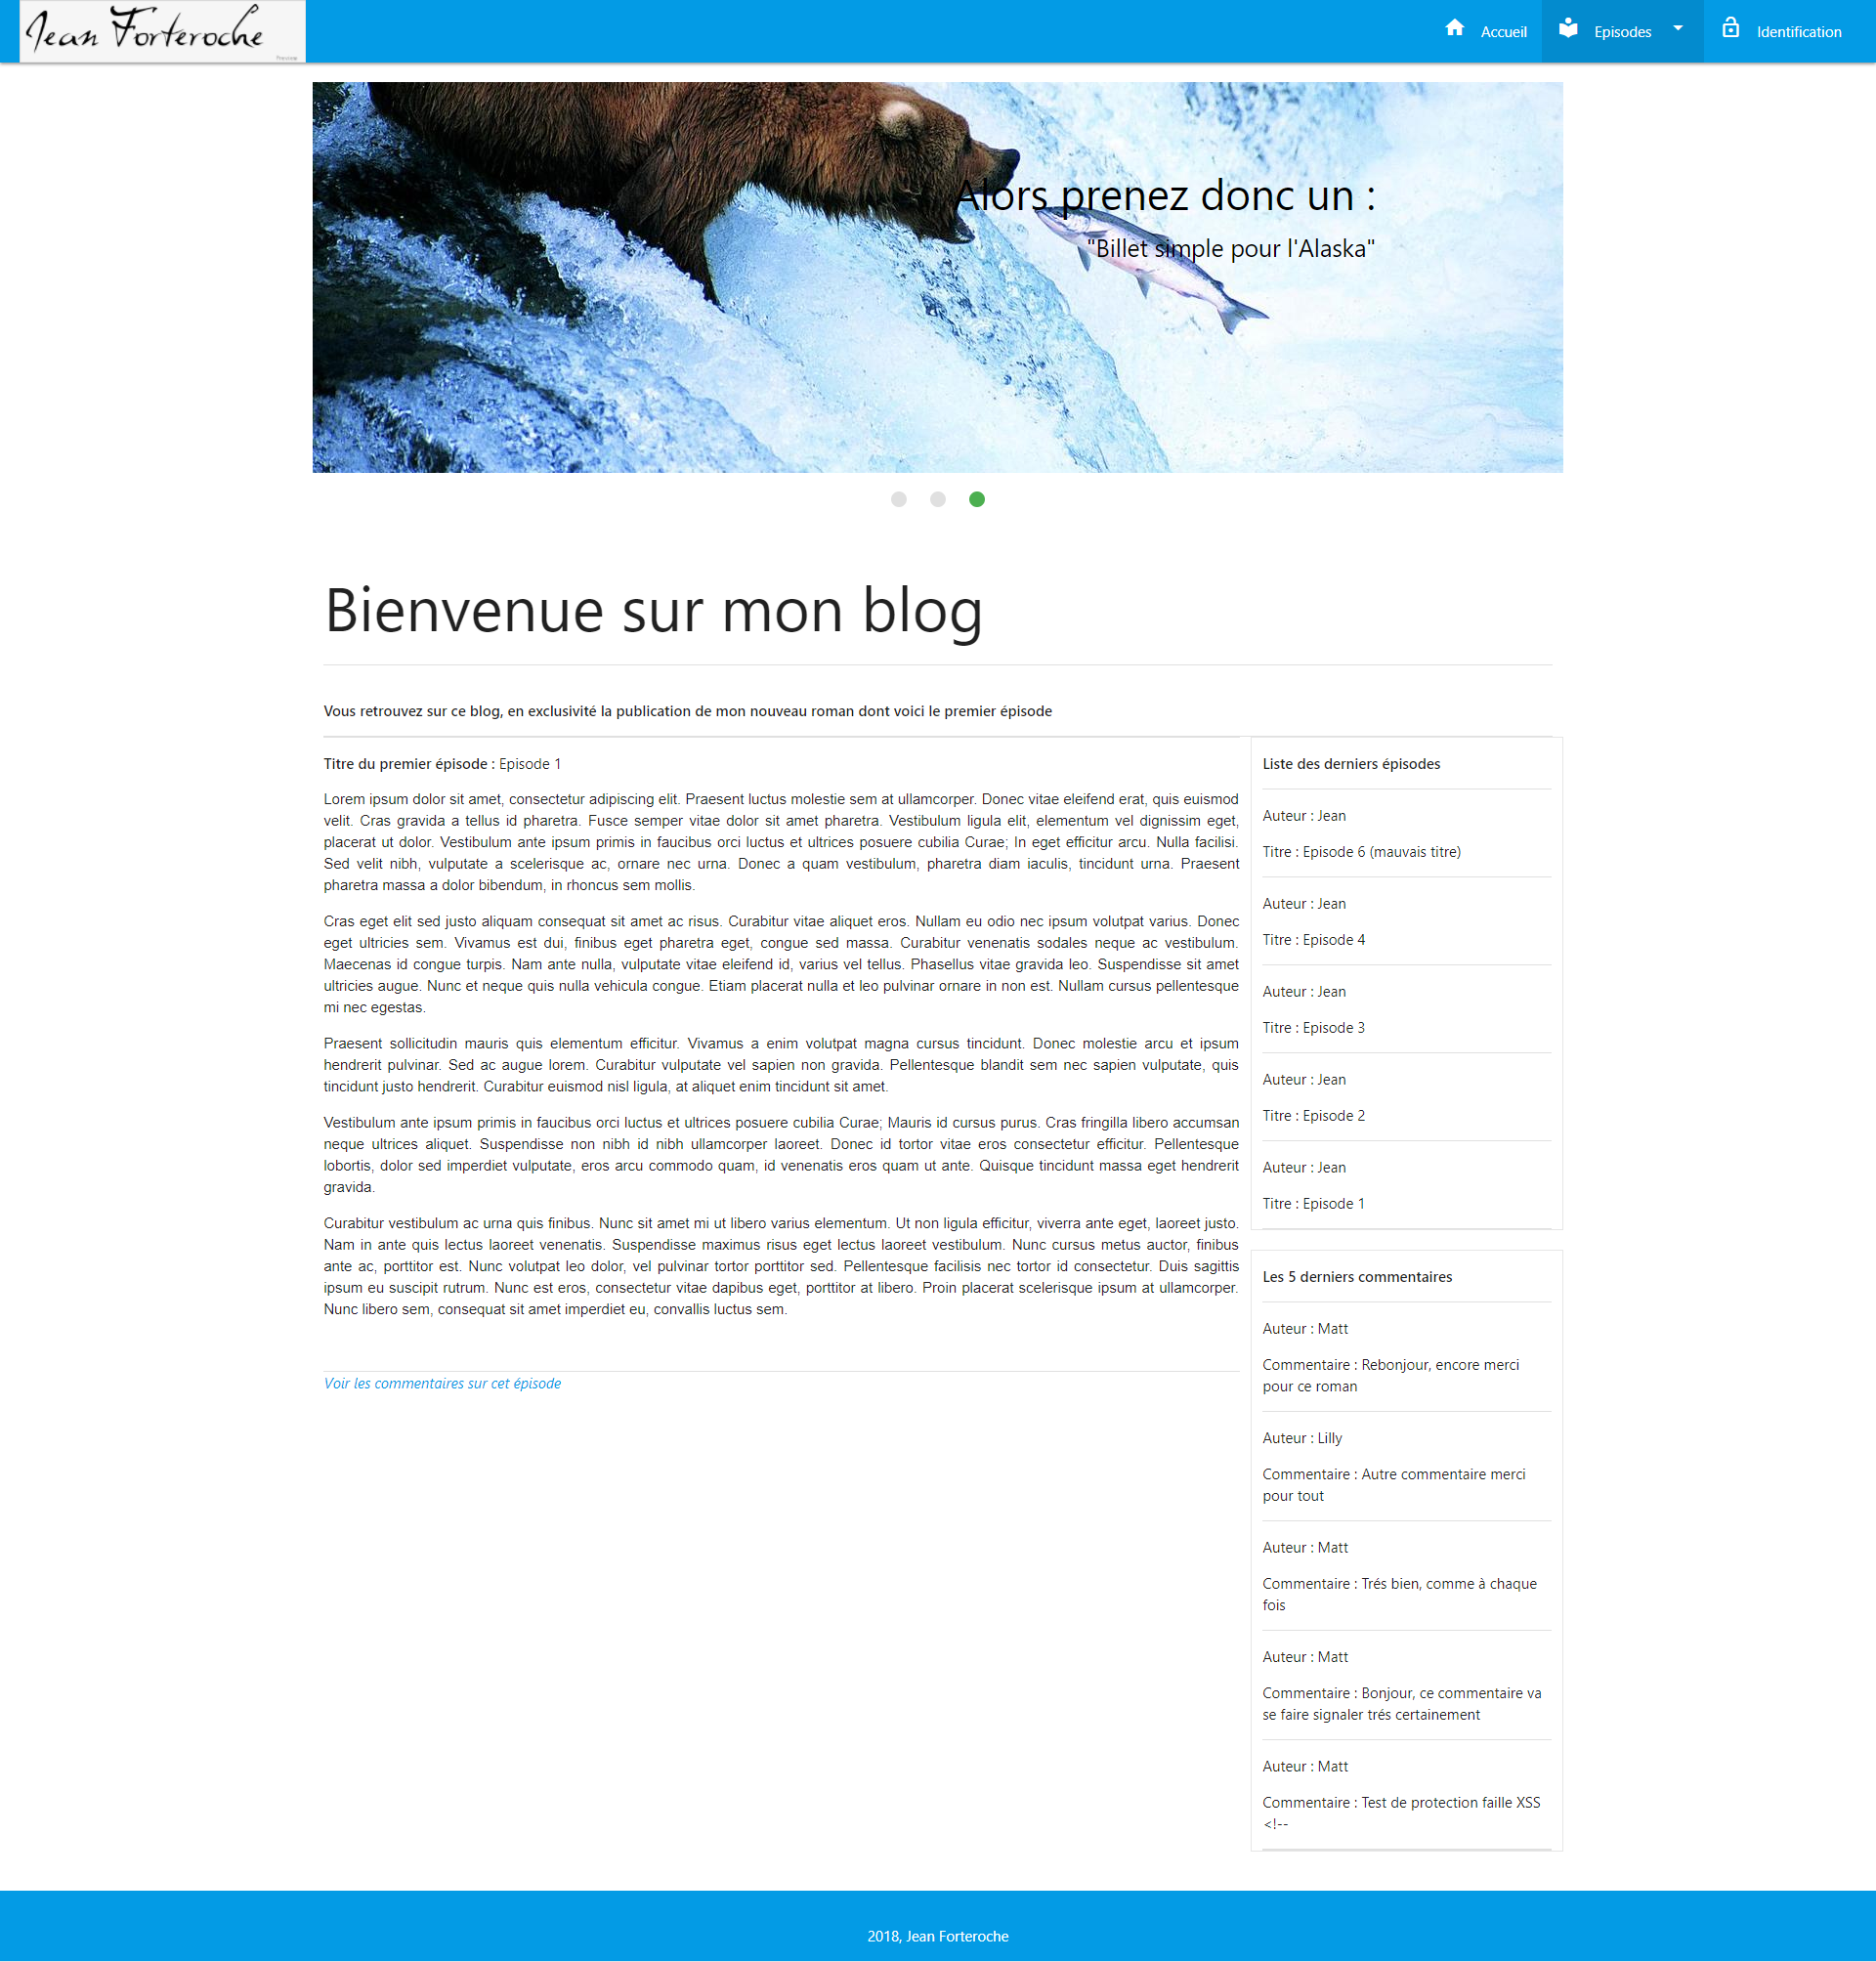 Jean Forteroche
Accueil
Episodes
Identification
Alors prenez donc un :
"Billet simple pour l'Alaska"
Bienvenue sur mon blog
Vous retrouvez sur ce blog, en exclusivité la publication de mon nouveau roman dont voici le premier épisode
Titre du premier épisode : Episode 1
Lorem ipsum dolor sit amet, consectetur adipiscing elit. Praesent luctus molestie sem at ullamcorper. Donec vitae eleifend erat, quis euismod
velit. Cras gravida a tellus id pharetra. Fusce semper vitae dolor sit amet pharetra. Vestibulum ligula elit, elementum vel dignissim eget,
placerat ut dolor. Vestibulum ante ipsum primis in faucibus orci luctus et ultrices posuere cubilia Curae; In eget efficitur arcu. Nulla facilisi.
Sed velit nibh, vulputate a scelerisque ac, ornare nec urna. Donec a quam vestibulum, pharetra diam iaculis, tincidunt urna. Praesent
pharetra massa a dolor bibendum, in rhoncus sem mollis.
Cras eget elit sed justo aliquam consequat sit amet ac risus. Curabitur vitae aliquet eros. Nullam eu odio nec ipsum volutpat varius. Donec
eget ultricies sem. Vivamus est dui, finibus eget pharetra eget, congue sed massa. Curabitur venenatis sodales neque ac vestibulum.
Maecenas id congue turpis. Nam ante nulla, vulputate vitae eleifend id, varius vel tellus. Phasellus vitae gravida leo. Suspendisse sit amet
ultricies augue. Nunc et neque quis nulla vehicula congue. Etiam placerat nulla et leo pulvinar ornare in non est. Nullam cursus pellentesque
mi nec egestas.
Praesent sollicitudin mauris quis elementum efficitur. Vivamus a enim volutpat magna cursus tincidunt. Donec molestie arcu et ipsum
hendrerit pulvinar. Sed ac augue lorem. Curabitur vulputate vel sapien non gravida. Pellentesque blandit sem nec sapien vulputate, quis
tincidunt justo hendrerit. Curabitur euismod nisl ligula, at aliquet enim tincidunt sit amet.
Vestibulum ante ipsum primis in faucibus orci luctus et ultrices posuere cubilia Curae; Mauris id cursus purus. Cras fringilla libero accumsan
neque ultrices aliquet. Suspendisse non nibh id nibh ullamcorper laoreet. Donec id tortor vitae eros consectetur efficitur. Pellentesque
lobortis, dolor sed imperdiet vulputate, eros arcu commodo quam, id venenatis eros quam ut ante. Quisque tincidunt massa eget hendrerit
gravida.
Curabitur vestibulum ac urna quis finibus. Nunc sit amet mi ut libero varius elementum. Ut non ligula efficitur, viverra ante eget, laoreet justo.
Nam in ante quis lectus laoreet venenatis. Suspendisse maximus risus eget lectus laoreet vestibulum. Nunc cursus metus auctor, finibus
ante ac, porttitor est. Nunc volutpat leo dolor, vel pulvinar tortor porttitor sed. Pellentesque facilisis nec tortor id consectetur. Duis sagittis
ipsum eu suscipit rutrum. Nunc est eros, consectetur vitae dapibus eget, porttitor at libero. Proin placerat scelerisque ipsum at ullamcorper.
Nunc libero sem, consequat sit amet imperdiet eu, convallis luctus sem.
Voir les commentaires sur cet épisode
Liste des derniers épisodes
Auteur : Jean
Titre : Episode 6 (mauvais titre)
Auteur : Jean
Titre : Episode 4
Auteur : Jean
Titre : Episode 3
Auteur : Jean
Titre : Episode 2
Auteur : Jean
Titre : Episode 1
Les 5 derniers commentaires
Auteur : Matt
Commentaire : Rebonjour, encore merci
pour ce roman
Auteur : Lilly
Commentaire : Autre commentaire merci
pour tout
Auteur : Matt
Commentaire : Trés bien, comme à chaque
fois
Auteur : Matt
Commentaire : Bonjour, ce commentaire va
se faire signaler trés certainement
Auteur : Matt
Commentaire : Test de protection faille XSS
<!--
2018, Jean Forteroche